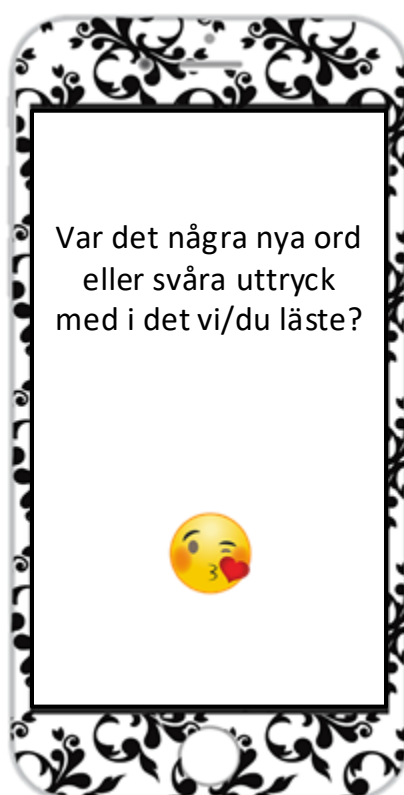 Var det några nya ord
eller svåra uttryck
med i det vi/du läste?